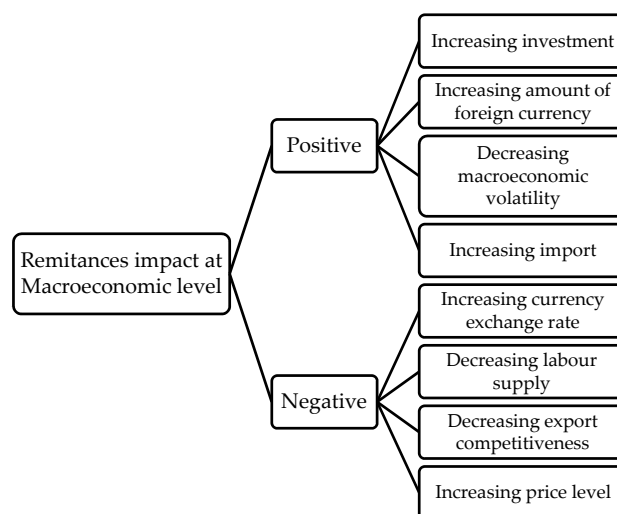 Remitances impact at
Macroeconomic level
Positive
Increasing investment
Increasing amount of
foreign currency
Decreasing
macroeconomic
volatility
Increasing import
Negative
Increasing currency
exchange rate
Decreasing labour
supply
Decreasing export
competitiveness
Increasing price level